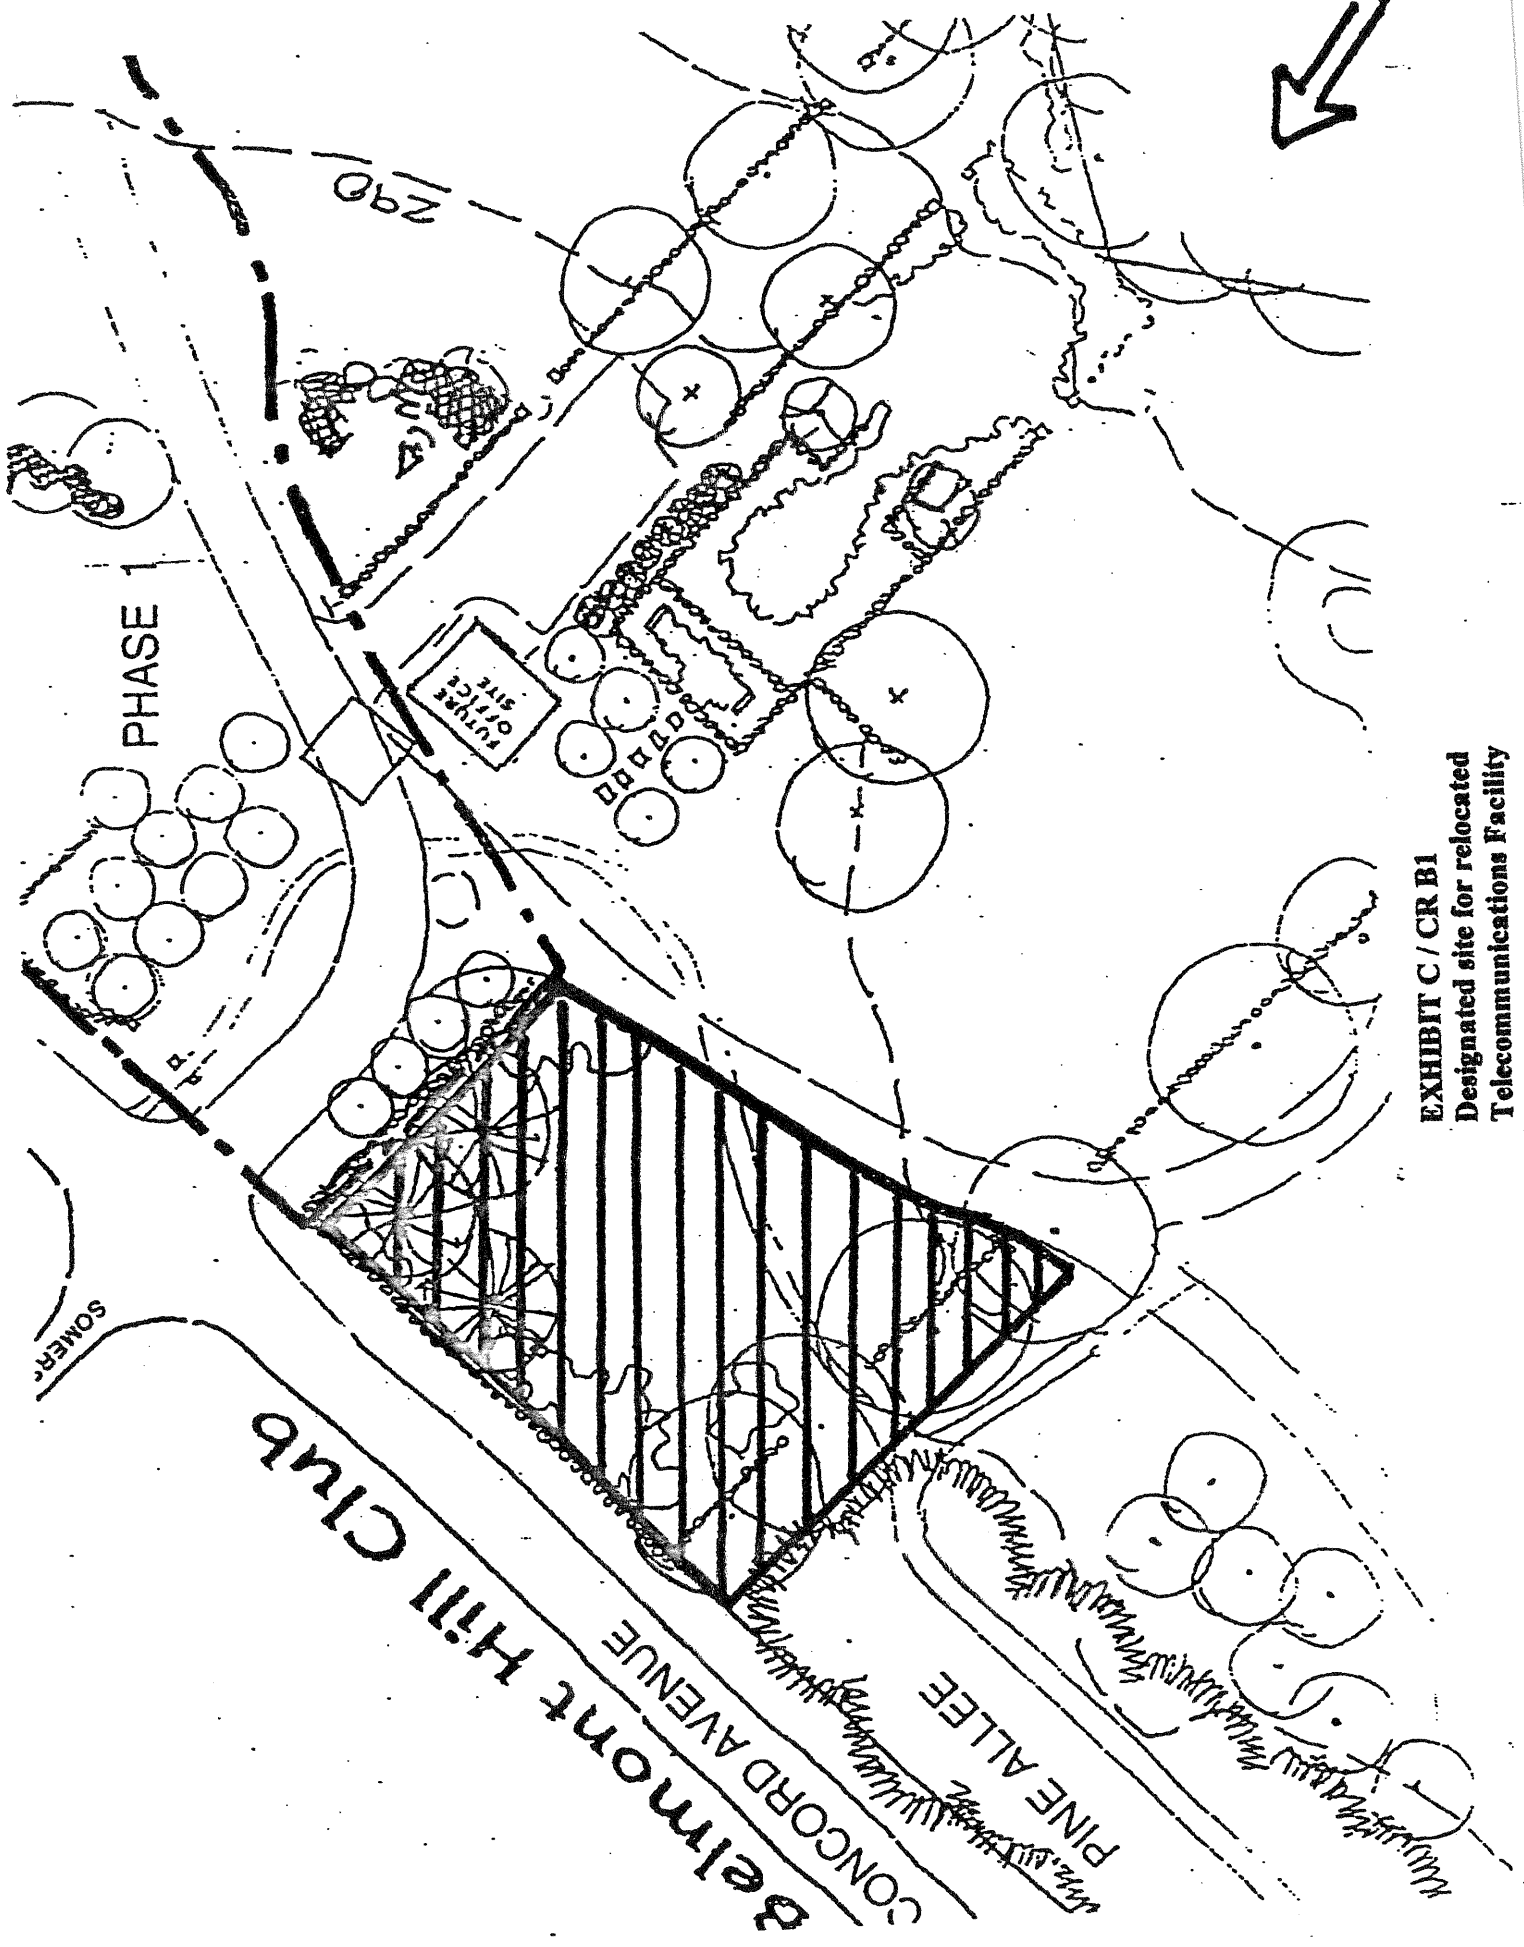 290
PHASE 1
FUTURE
OFFICE
SITE
SOMERS
Belmont Hill Club
CONCORD AVENUE
PINE ALLEE
EXHIBIT C / CR B1
Designated site for relocated
Telecommunications Facility